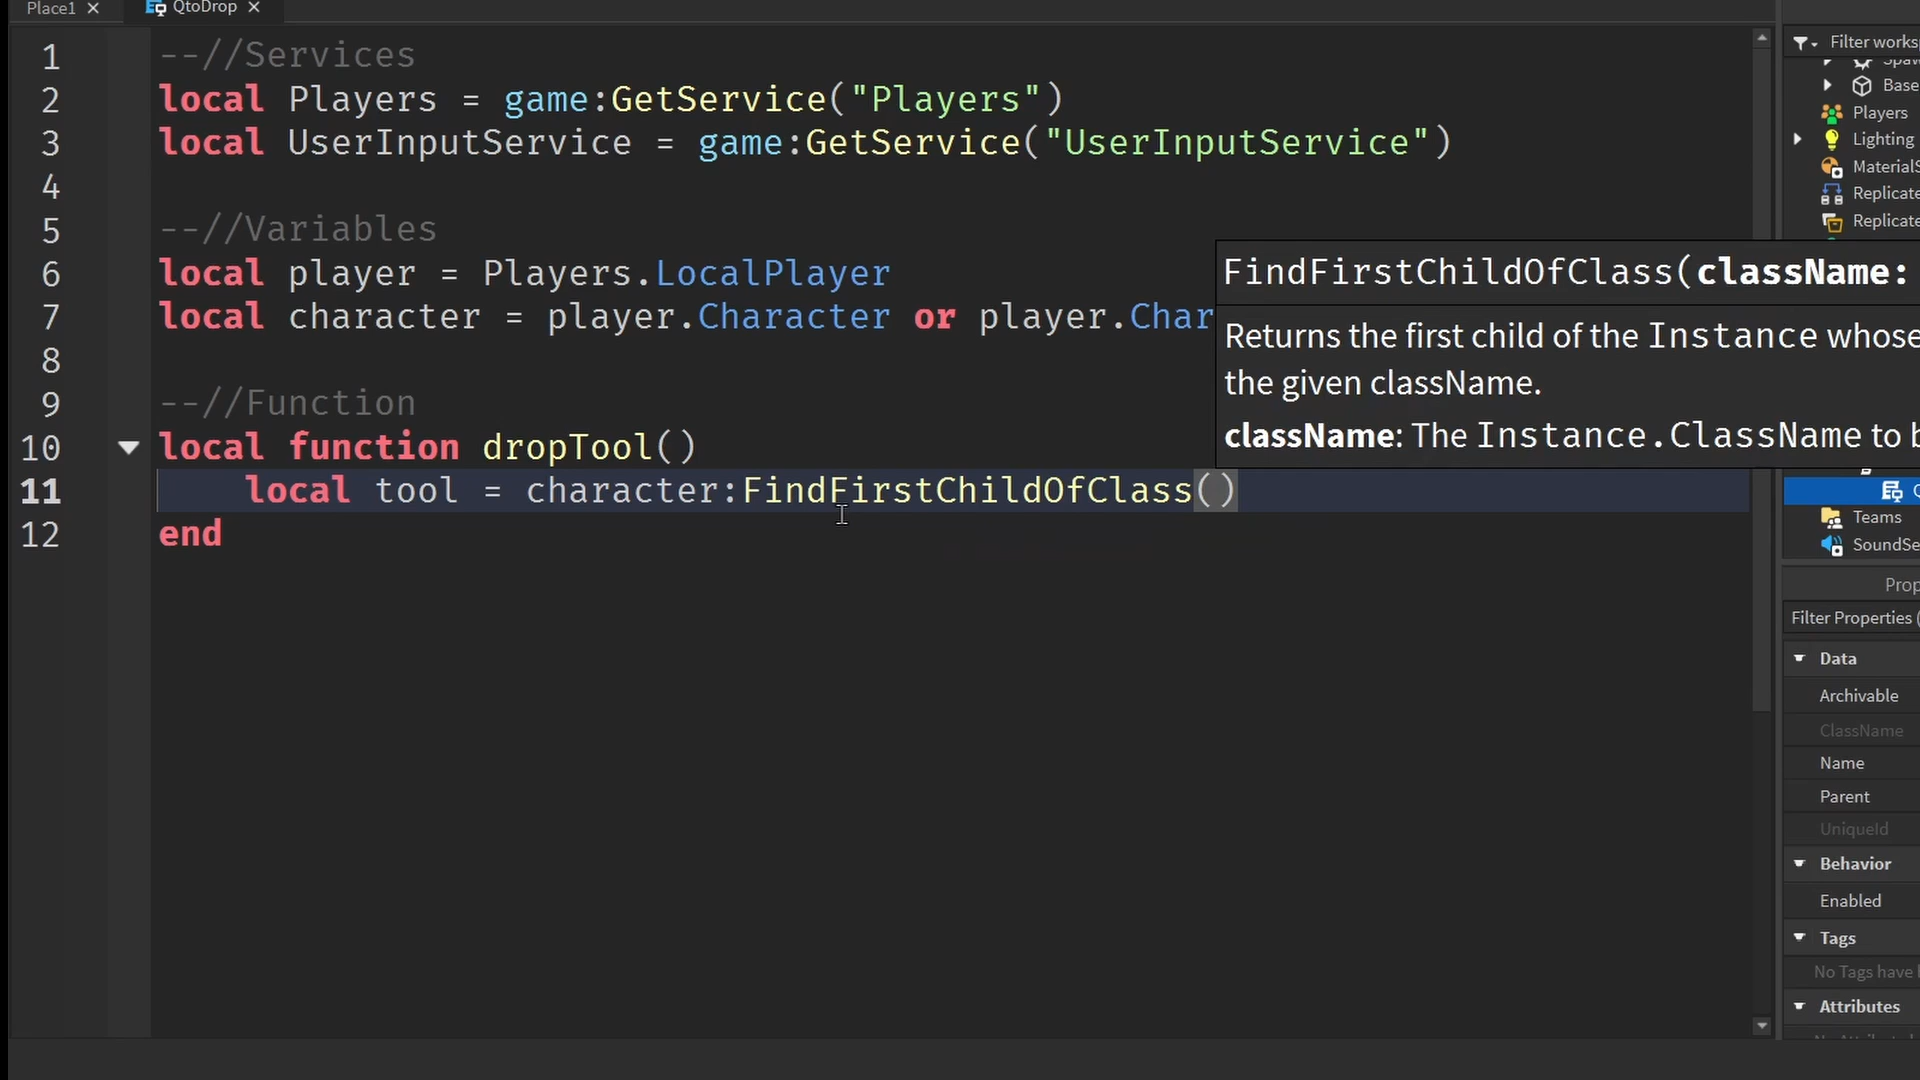 Place1 QtoDrop
1 --//Services
2 local Players = game:GetService("Players")
3 local UserInputService = game:GetService("UserInputService")
4
5 --//Variables
6 local player = Players.LocalPlayer
7 local character = player.Character or player.Char
8
9 --//Function
10 local function dropTool()
11 local tool = character:FindFirstChildOfClass()
12 end
FindFirstChildOfClass(className:
Returns the first child of the Instance whose
the given className.
className: The Instance.ClassName to b
Filter worksp
Spaw
Base
Players
Lighting
MaterialS
Replicate
Replicate
Q
Teams
SoundSe
Prop
Filter Properties (
Data
Archivable
ClassName
Name
Parent
UniqueId
Behavior
Enabled
Tags
No Tags have b
Attributes